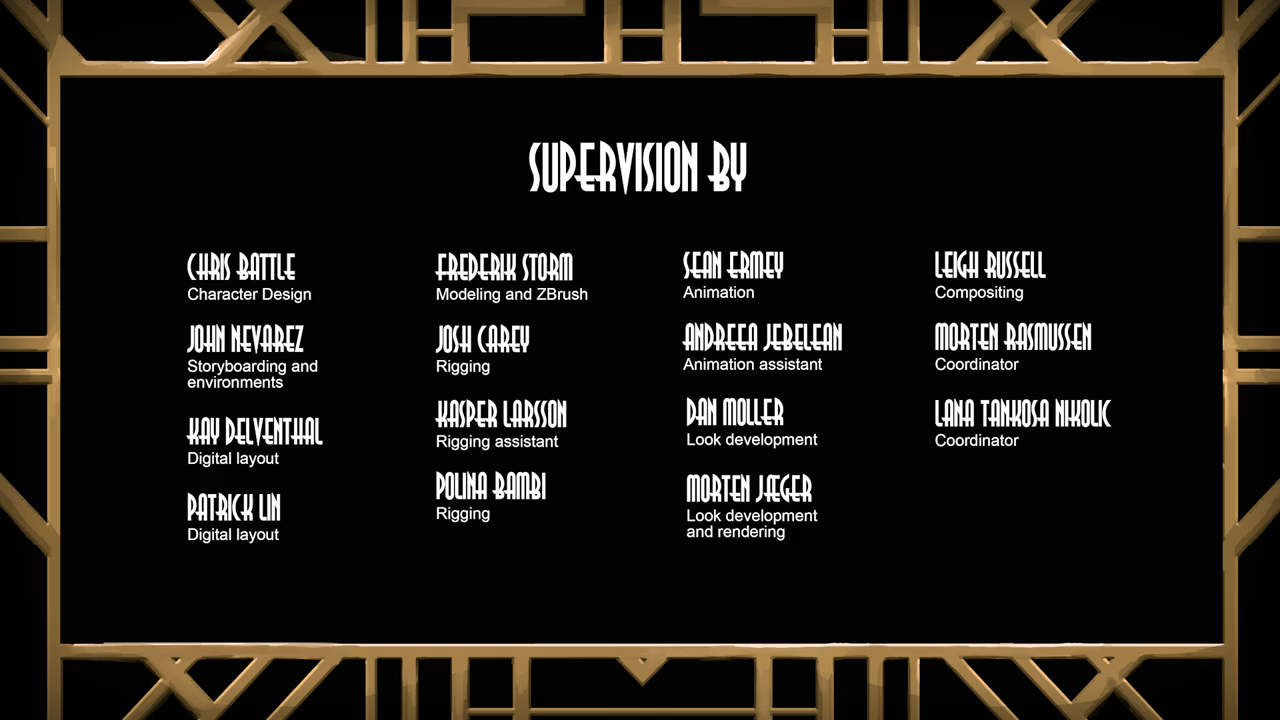 SUPERVISION BY
CHRIS BATTLE
Character Design
JOHN NEVAREZ
Storyboarding and
environments
KAY DELVENTHAL
Digital layout
PATRICK LIN
Digital layout
FREDERIK STORM
Modeling and ZBrush
JOSH CAREY
Rigging
KASPER LARSSON
Rigging assistant
POLINA BAMBI
Rigging
SEAN ERMEY
Animation
ANDREEA JEBELEAN
Animation assistant
DAN MOLLER
Look development
MORTEN JÆGER
Look development
and rendering
LEIGH RUSSELL
Compositing
MORTEN RASMUSSEN
Coordinator
LANA TANKOSA NIKOLIC
Coordinator